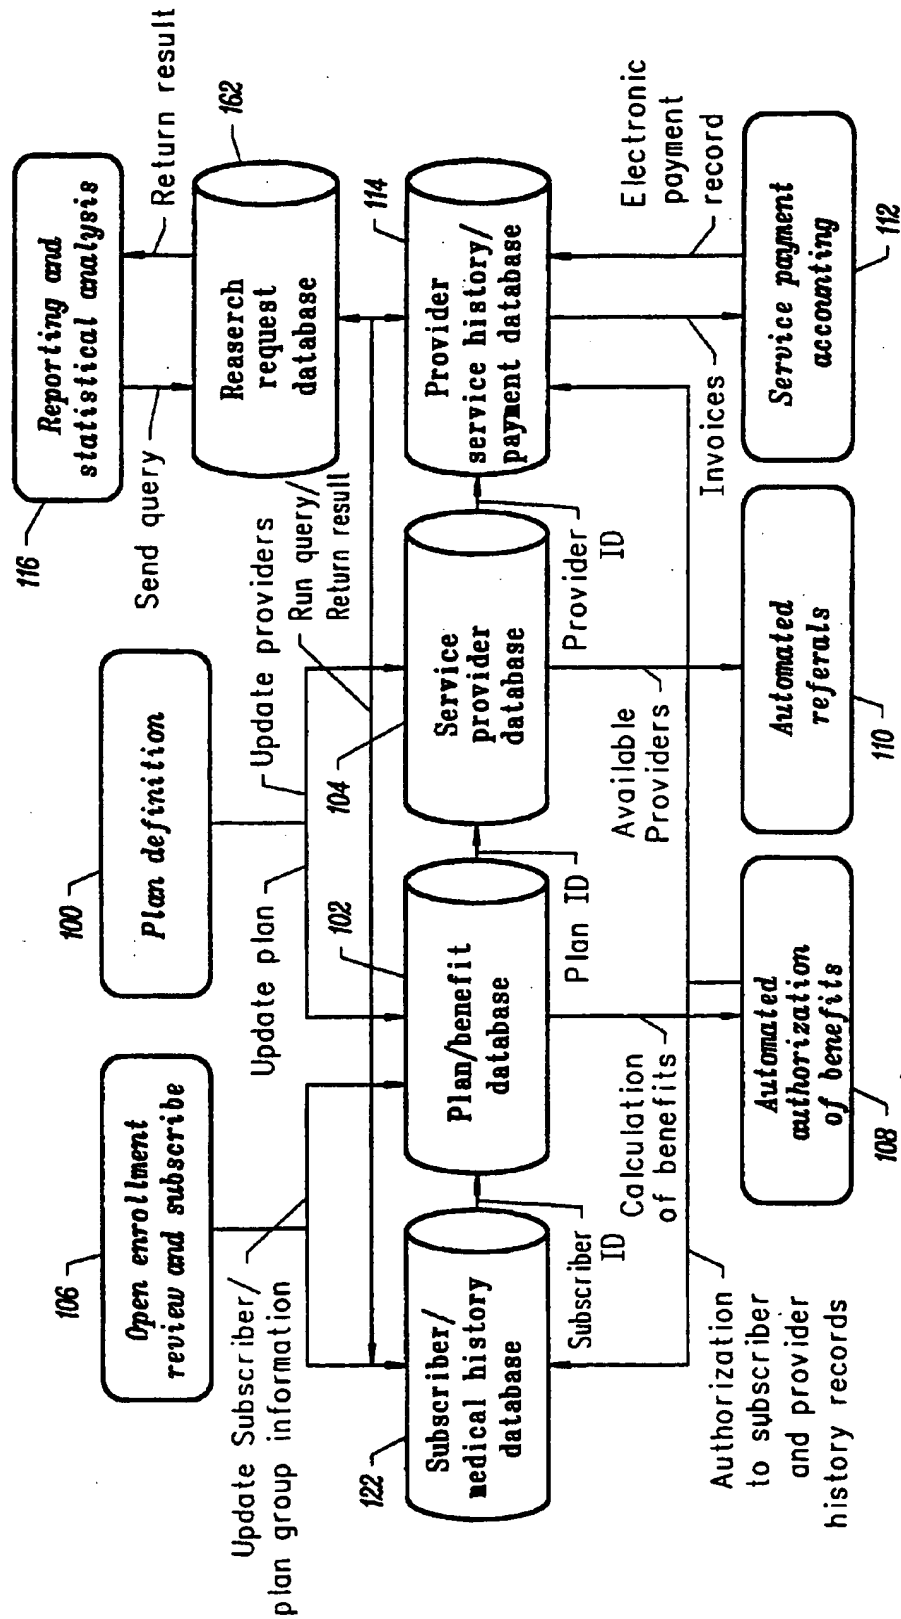 106
Open enrollment
review and subscribe
100
Plan definition
116
Reporting and
statistical analysis
Update Subscriber/
plan group information
Update plan
Update providers
Send query
Return result
162
Reaserch
request
database
Run query/
Return result
122
Subscriber/
medical history
database
102
Plan/benefit
database
104
Service
provider
database
114
Provider
service history/
payment database
Subscriber
ID
Plan ID
Provider
ID
Authorization
to subscriber
and provider
history records
Calculation
of benefits
Available
Providers
Invoices
Electronic
payment
record
Automated
authorization
of benefits
108
Automated
referals
110
Service payment
accounting
112